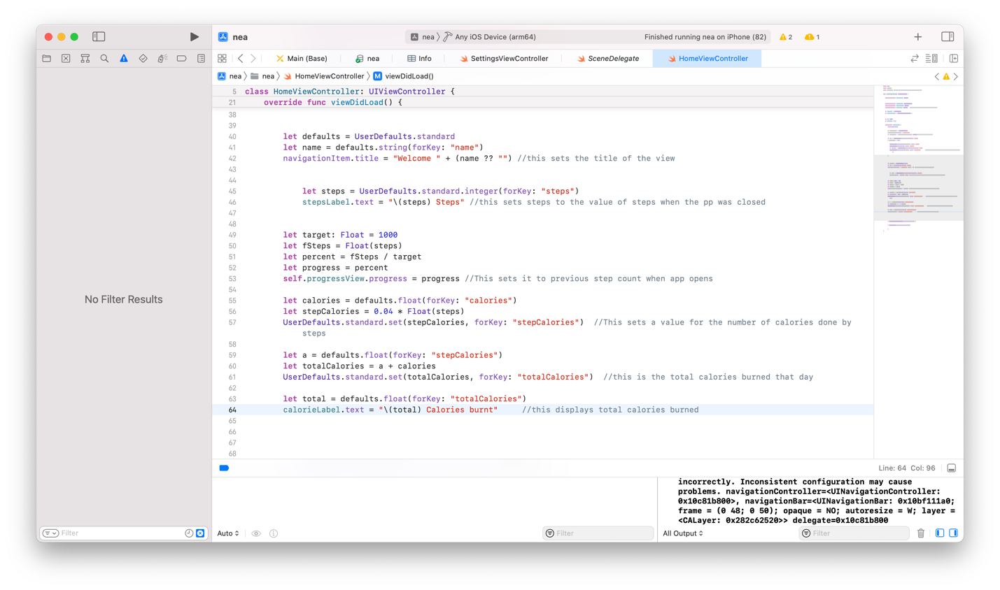 nea
nea 〉 Any iOS Device (arm64)
Finished running nea on iPhone (82)
2
1
Main (Base)
nea
Info
SettingsViewController
SceneDelegate
HomeViewController
nea 〉 nea 〉 HomeViewController 〉 M viewDidLoad()
5 class HomeViewController: UIViewController {
21 override func viewDidLoad() {
38
39
40 let defaults = UserDefaults.standard
41 let name = defaults.string(forKey: "name")
42 navigationItem.title = "Welcome " + (name ?? "") //this sets the title of the view
43
44
45 let steps = UserDefaults.standard.integer(forKey: "steps")
46 stepsLabel.text = "\(steps) Steps" //this sets steps to the value of steps when the pp was closed
47
48
49 let target: Float = 1000
50 let fSteps = Float(steps)
51 let percent = fSteps / target
52 let progress = percent
53 self.progressView.progress = progress //This sets it to previous step count when app opens
54
55 let calories = defaults.float(forKey: "calories")
56 let stepCalories = 0.04 * Float(steps)
57 UserDefaults.standard.set(stepCalories, forKey: "stepCalories")  //This sets a value for the number of calories done by
steps
58
59 let a = defaults.float(forKey: "stepCalories")
60 let totalCalories = a + calories
61 UserDefaults.standard.set(totalCalories, forKey: "totalCalories")  //this is the total calories burned that day
62
63 let total = defaults.float(forKey: "totalCalories")
64 calorieLabel.text = "\(total) Calories burnt"     //this displays total calories burned
65
66
67
68
No Filter Results
Line: 64 Col: 96
incorrectly. Inconsistent configuration may cause
problems. navigationController=<UINavigationController:
0x10c81b800>, navigationBar=<UINavigationBar: 0x10bf111a0;
frame = (0 48; 0 50); opaque = NO; autoresize = W; layer =
<CALayer: 0x282c62520>> delegate=0x10c81b800
Filter
Auto
Filter
All Output
Filter